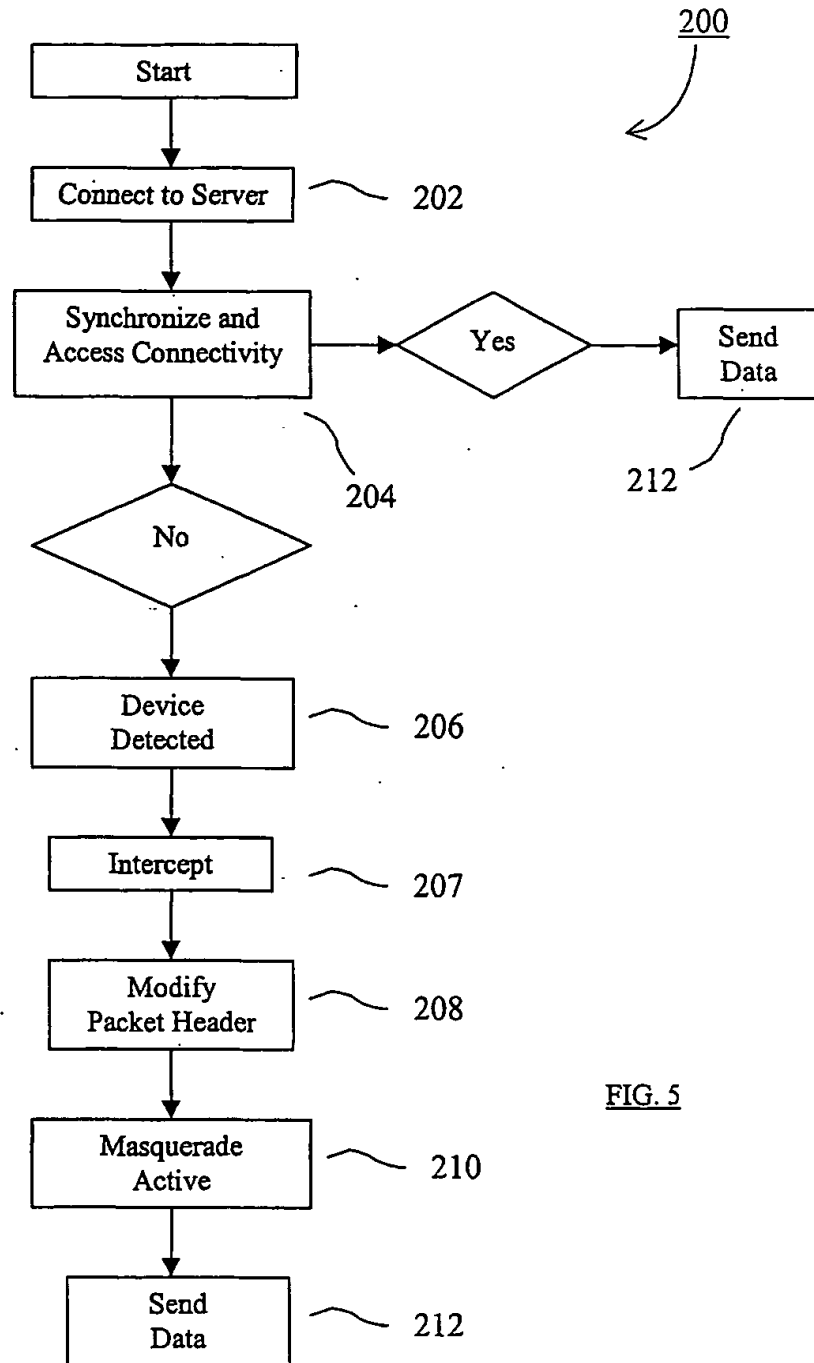 200
Start
Connect to Server
202
Synchronize and
Access Connectivity
Yes
Send
Data
204
212
No
Device
Detected
206
Intercept
207
Modify
Packet Header
208
FIG. 5
Masquerade
Active
210
Send
Data
212